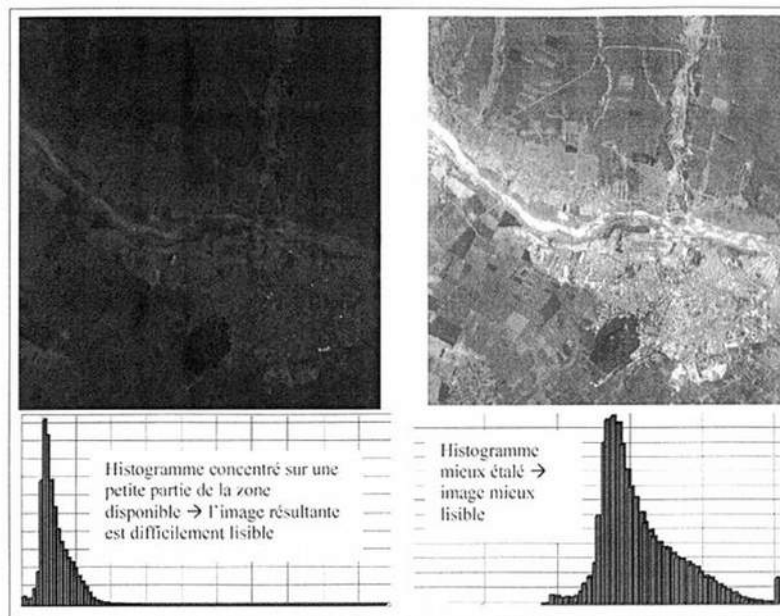 Histogramme concentré sur une
petite partie de la zone
disponible → l'image résultante
est difficilement lisible
Histogramme
mieux étalé →
image mieux
lisible